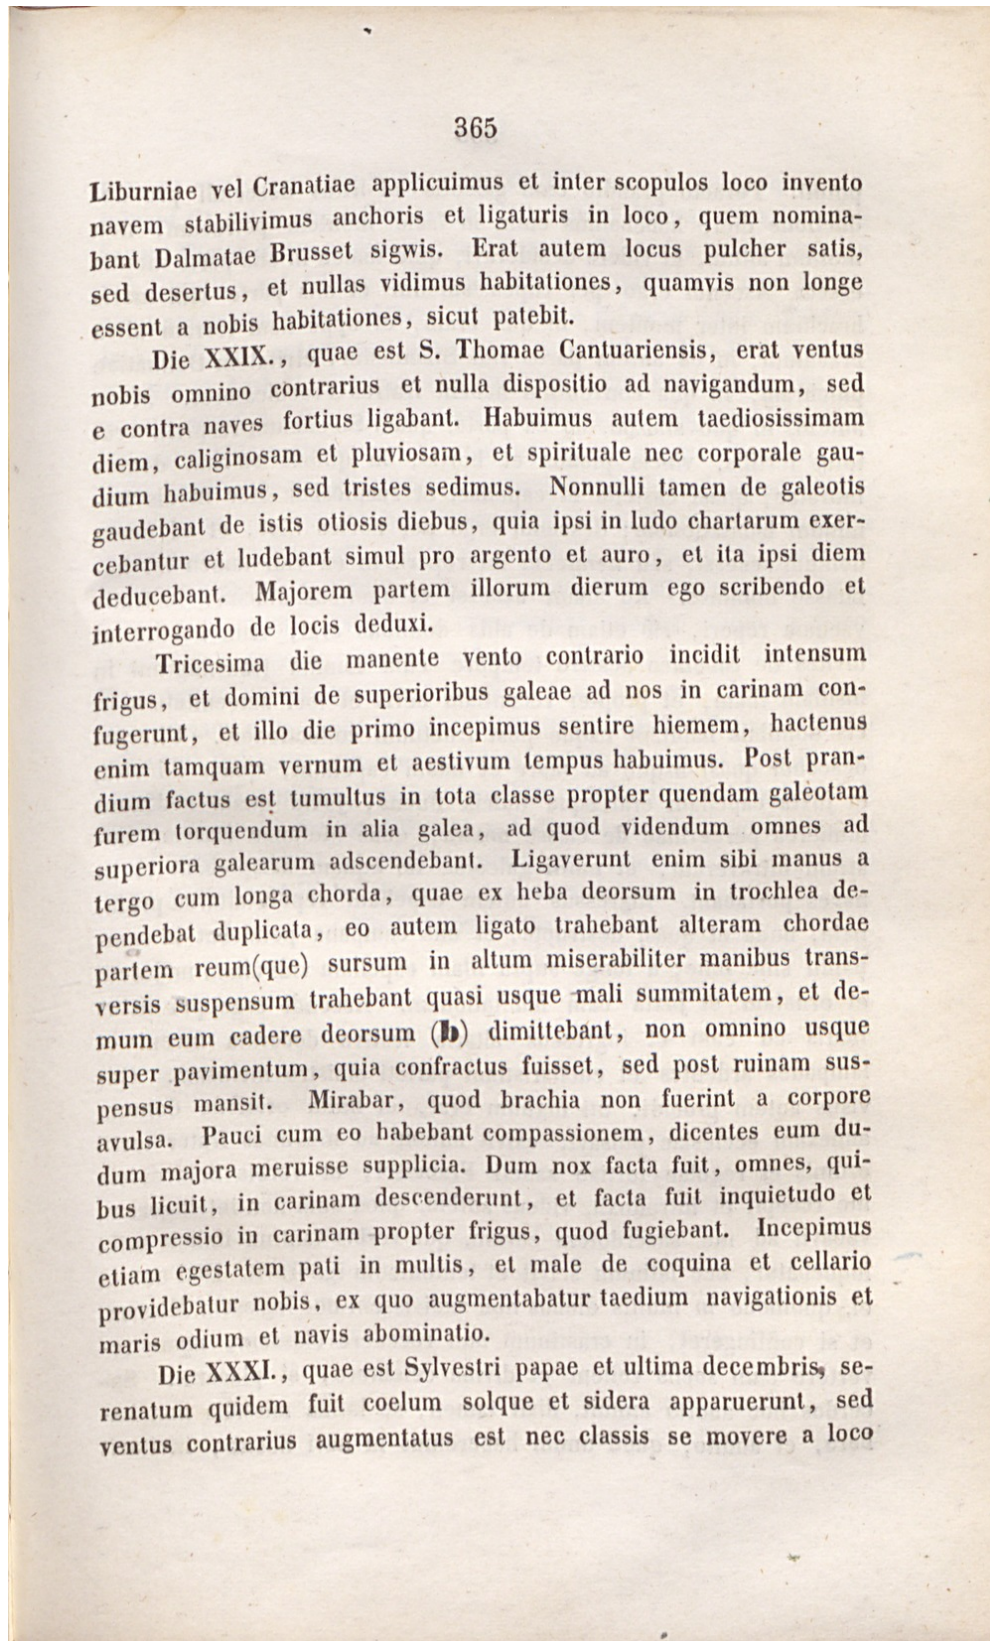 365
Liburniae vel Cranatiae applicuimus et inter scopulos loco invento
navem stabilivimus anchoris et ligaturis in loco, quem nomina-
bant Dalmatae Brusset sigwis. Erat autem locus pulcher satis,
sed desertus, et nullas vidimus habitationes, quamvis non longe
essent a nobis habitationes, sicut patebit.
Die XXIX., quae est S. Thomae Cantuariensis, erat ventus
nobis omnino contrarius et nulla dispositio ad navigandum, sed
e contra naves fortius ligabant. Habuimus autem taediosissimam
diem, caliginosam et pluviosam, et spirituale nec corporale gau-
dium habuimus, sed tristes sedimus. Nonnulli tamen de galeotis
gaudebant de istis otiosis diebus, quia ipsi in ludo chartarum exer-
cebantur et ludebant simul pro argento et auro, et ita ipsi diem
deducebant. Majorem partem illorum dierum ego scribendo et
interrogando de locis deduxi.
Tricesima die manente vento contrario incidit intensum
frigus, et domini de superioribus galeae ad nos in carinam con-
fugerunt, et illo die primo incepimus sentire hiemem, hactenus
enim tamquam vernum et aestivum tempus habuimus. Post pran-
dium factus est tumultus in tota classe propter quendam galeotam
furem torquendum in alia galea, ad quod videndum omnes ad
superiora galearum adscendebant. Ligaverunt enim sibi manus a
tergo cum longa chorda, quae ex heba deorsum in trochlea de-
pendebat duplicata, eo autem ligato trahebant alteram chordae
partem reum(que) sursum in altum miserabiliter manibus trans-
versis suspensum trahebant quasi usque mali summitatem, et de-
mum eum cadere deorsum (b) dimittebant, non omnino usque
super pavimentum, quia confractus fuisset, sed post ruinam sus-
pensus mansit. Mirabar, quod brachia non fuerint a corpore
avulsa. Pauci cum eo habebant compassionem, dicentes eum du-
dum majora meruisse supplicia. Dum nox facta fuit, omnes, qui-
bus licuit, in carinam descenderunt, et facta fuit inquietudo et
compressio in carinam propter frigus, quod fugiebant. Incepimus
etiam egestatem pati in multis, et male de coquina et cellario
providebatur nobis, ex quo augmentabatur taedium navigationis et
maris odium et navis abominatio.
Die XXXI., quae est Sylvestri papae et ultima decembris, se-
renatum quidem fuit coelum solque et sidera apparuerunt, sed
ventus contrarius augmentatus est nec classis se movere a loco